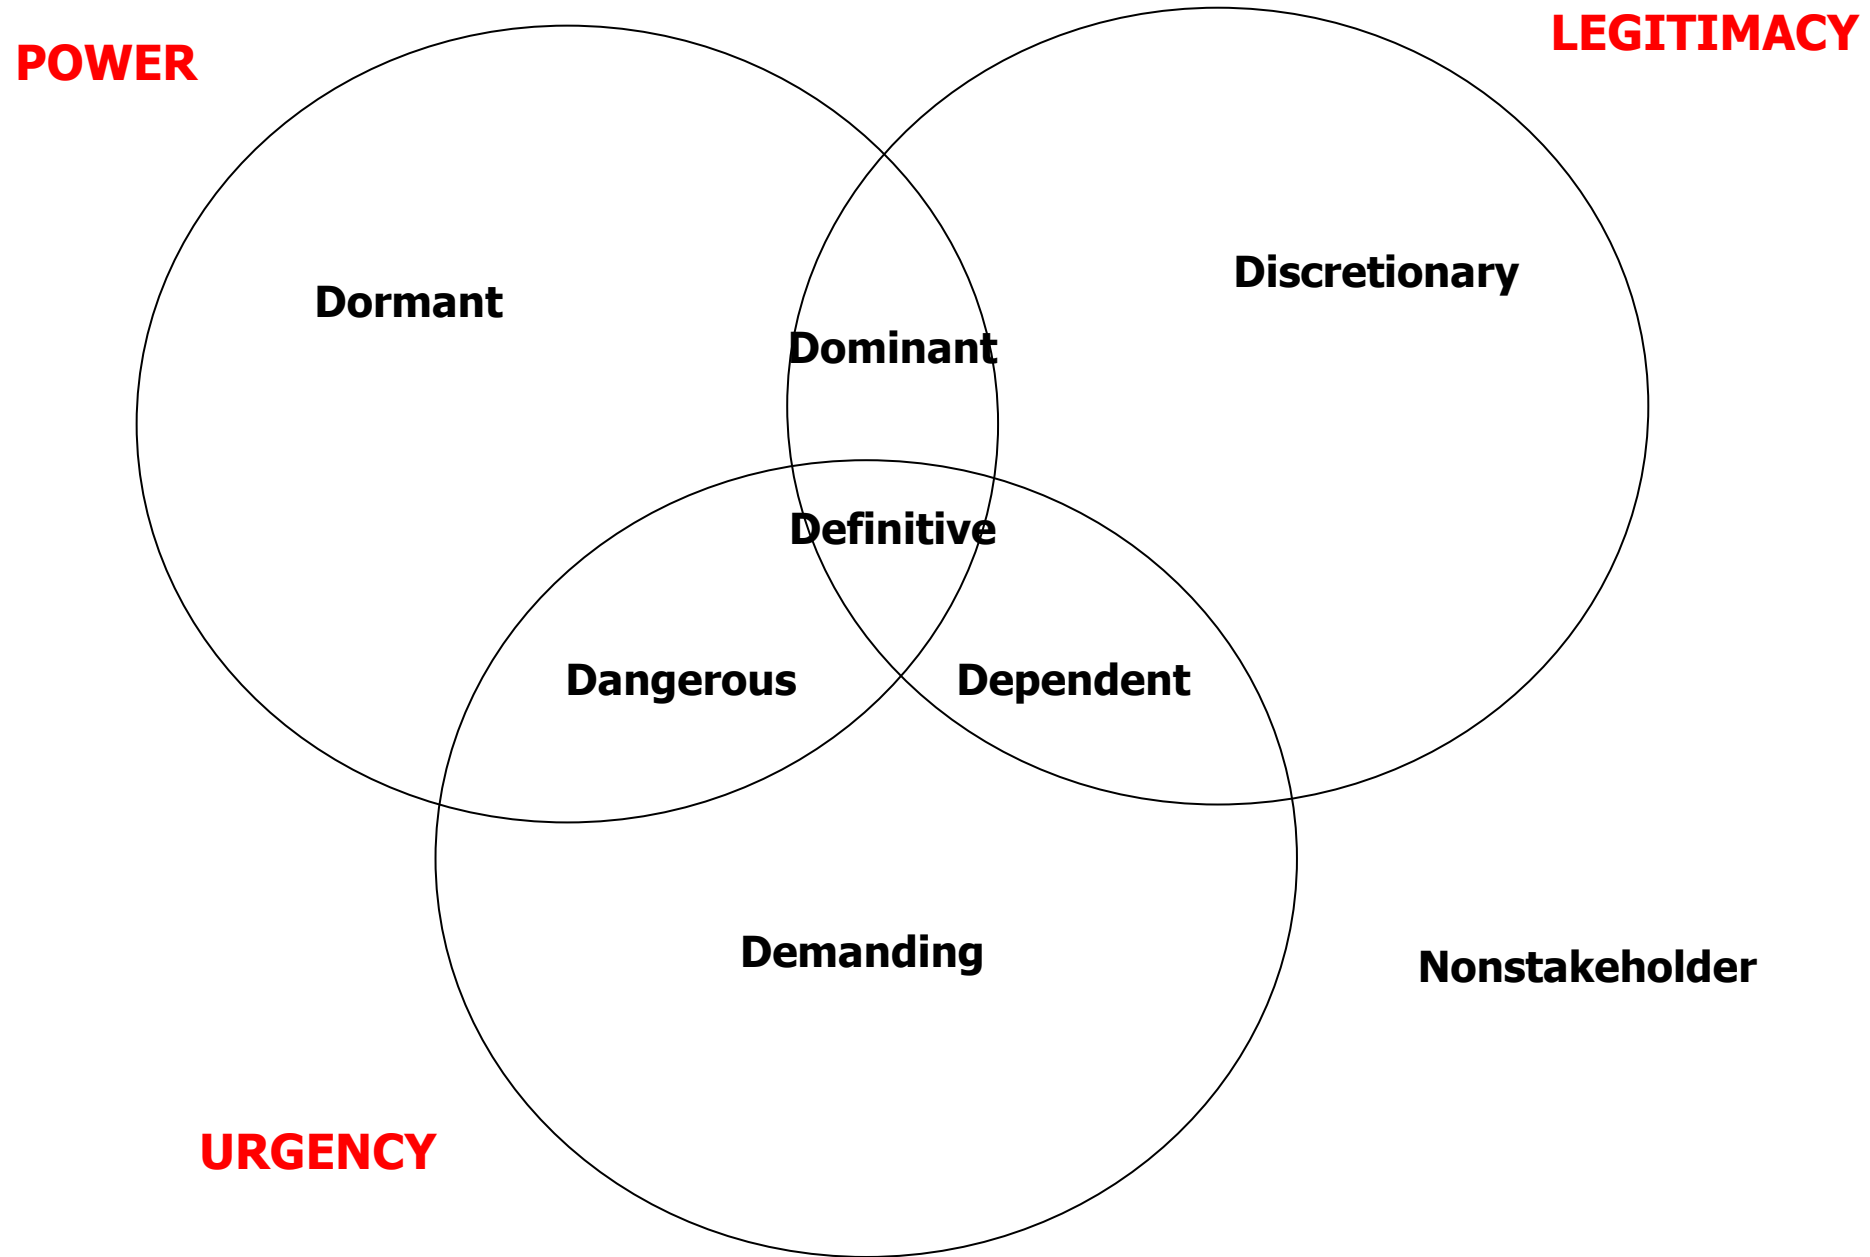 POWER
LEGITIMACY
Dormant
Discretionary
Dominant
Definitive
Dangerous
Dependent
Demanding
Nonstakeholder
URGENCY